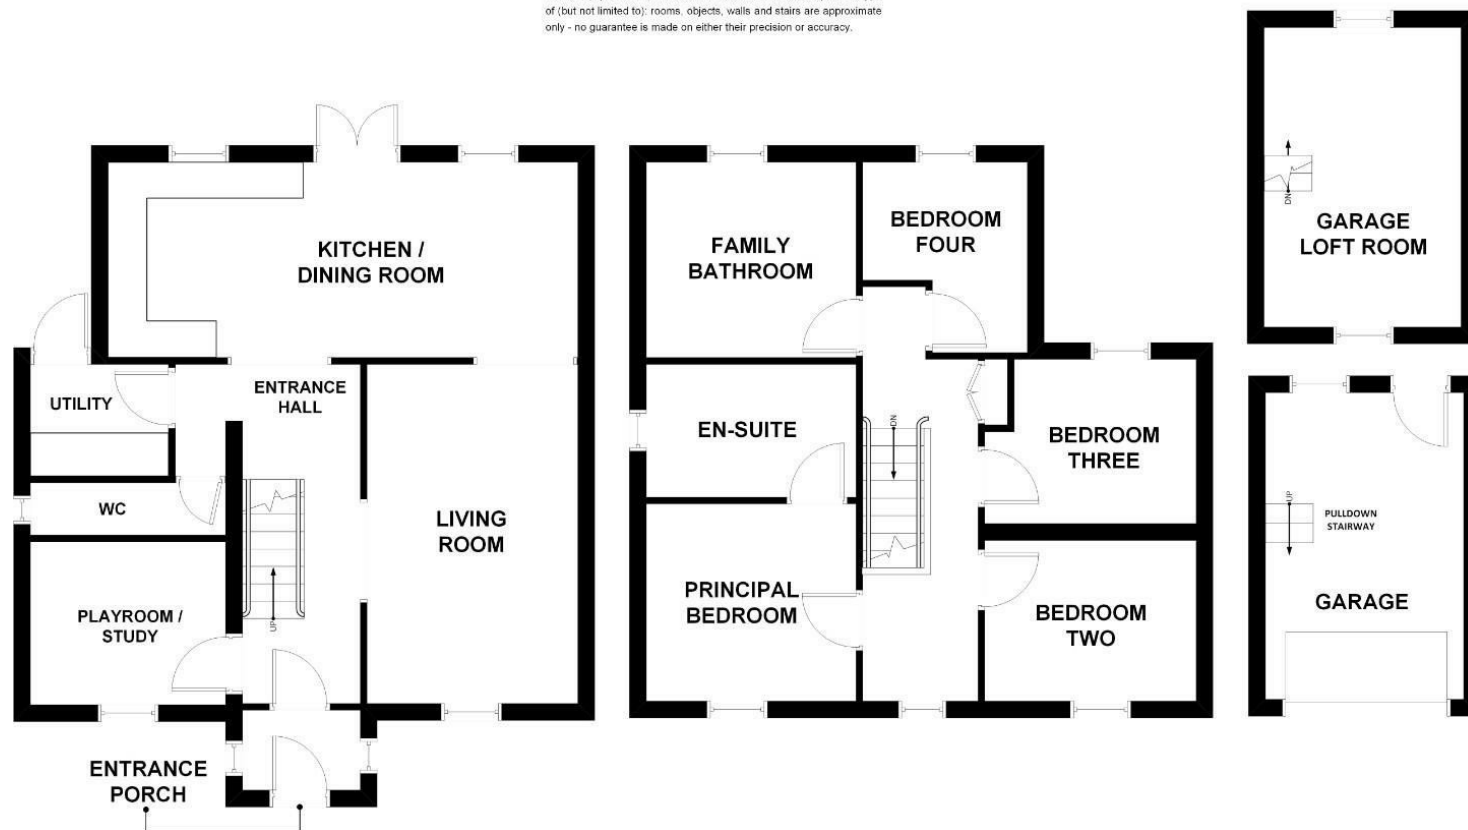 of (but not limited to): rooms, objects, walls and stairs are approximate
only - no guarantee is made on either their precision or accuracy.
KITCHEN /
DINING ROOM
UTILITY
ENTRANCE
HALL
WC
LIVING
ROOM
PLAYROOM /
STUDY
UP
ENTRANCE
PORCH
FAMILY
BATHROOM
BEDROOM
FOUR
EN-SUITE
DN
BEDROOM
THREE
PRINCIPAL
BEDROOM
BEDROOM
TWO
DN
GARAGE
LOFT ROOM
UP
PULLDOWN
STAIRWAY
GARAGE